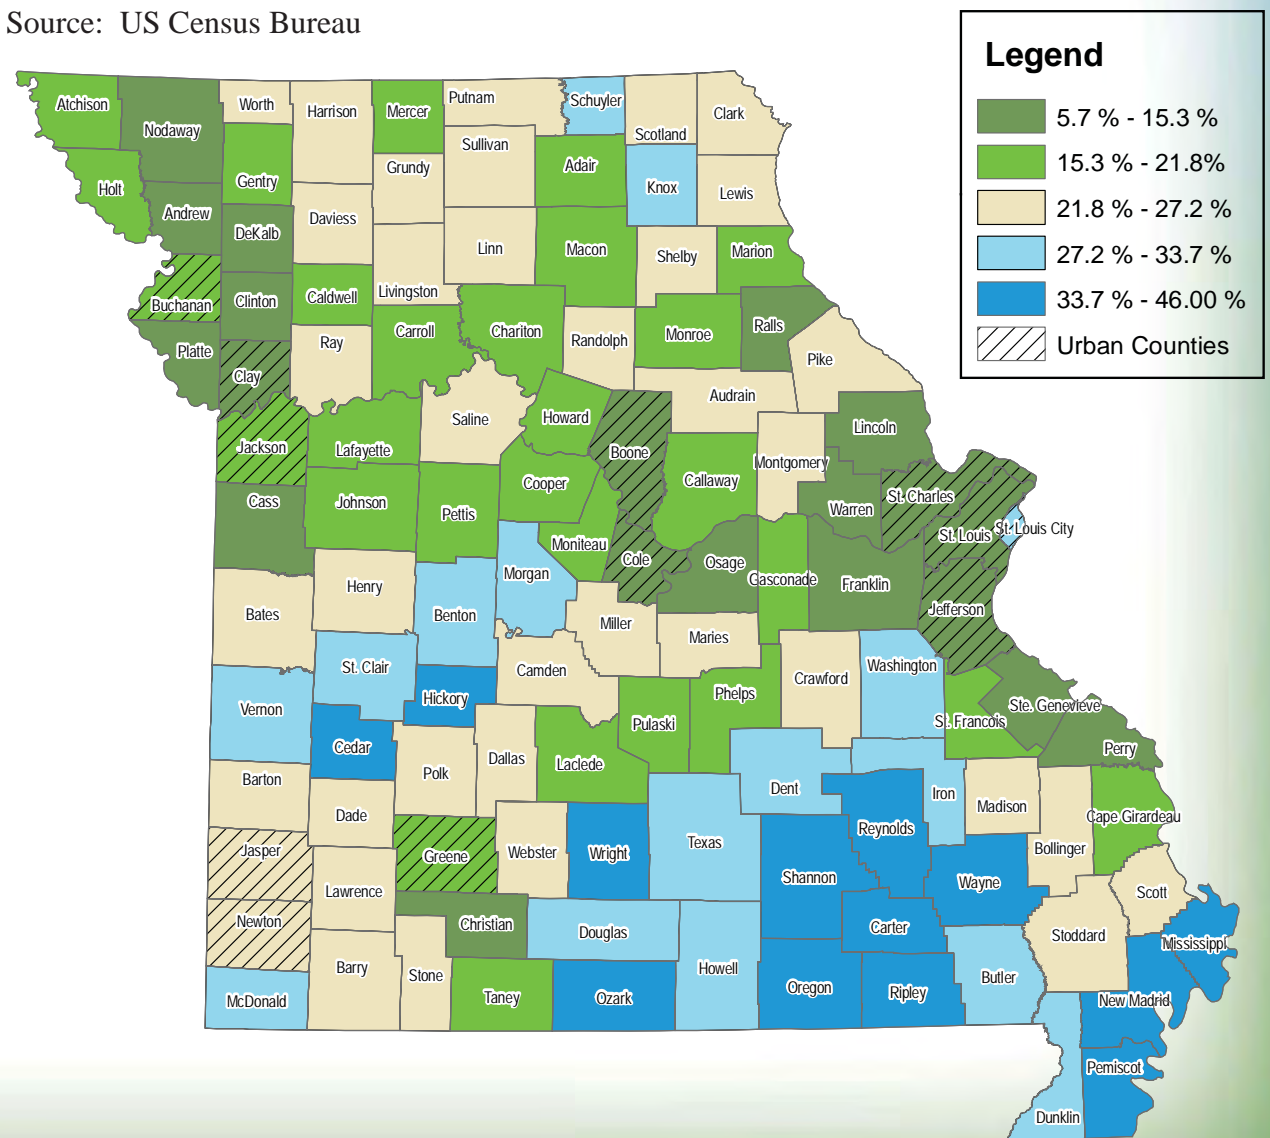 Source: US Census Bureau
Legend
5.7 % - 15.3 %
15.3 % - 21.8%
21.8 % - 27.2 %
27.2 % - 33.7 %
33.7 % - 46.00 %
Urban Counties
Atchison
Nodaway
Worth
Harrison
Mercer
Putnam
Schuyler
Scotland
Clark
Holt
Andrew
Gentry
DeKalb
Daviess
Grundy
Sullivan
Adair
Knox
Lewis
Buchanan
Clinton
Caldwell
Livingston
Linn
Macon
Shelby
Marion
Platte
Clay
Ray
Carroll
Chariton
Randolph
Monroe
Ralls
Pike
Jackson
Lafayette
Saline
Howard
Boone
Audrain
Callaway
Montgomery
Lincoln
Cass
Johnson
Pettis
Cooper
Moniteau
Cole
Osage
Gasconade
Warren
St. Charles
St. Louis
St. Louis City
Franklin
Jefferson
Bates
Henry
Benton
Morgan
Miller
Maries
Crawford
Washington
Vernon
St. Clair
Hickory
Camden
Pulaski
Phelps
St. Francois
Ste. Genevieve
Perry
Barton
Cedar
Polk
Dallas
Laclede
Dent
Iron
Madison
Bollinger
Cape Girardeau
Jasper
Dade
Greene
Webster
Wright
Texas
Shannon
Reynolds
Wayne
Scott
Newton
Lawrence
Christian
Douglas
Howell
Carter
Stoddard
Mississippi
McDonald
Barry
Stone
Taney
Ozark
Oregon
Ripley
Butler
New Madrid
Pemiscot
Dunklin